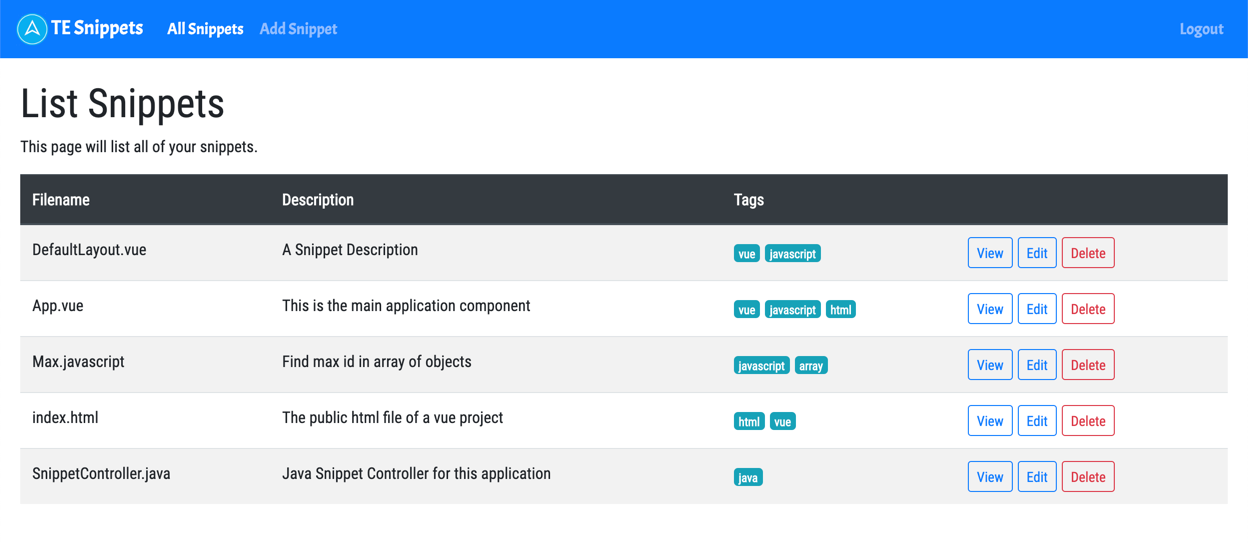 TE Snippets All Snippets Add Snippet Logout
List Snippets
This page will list all of your snippets.
Filename Description Tags
DefaultLayout.vue A Snippet Description vue javascript View Edit Delete
App.vue This is the main application component vue javascript html View Edit Delete
Max.javascript Find max id in array of objects javascript array View Edit Delete
index.html The public html file of a vue project html vue View Edit Delete
SnippetController.java Java Snippet Controller for this application java View Edit Delete